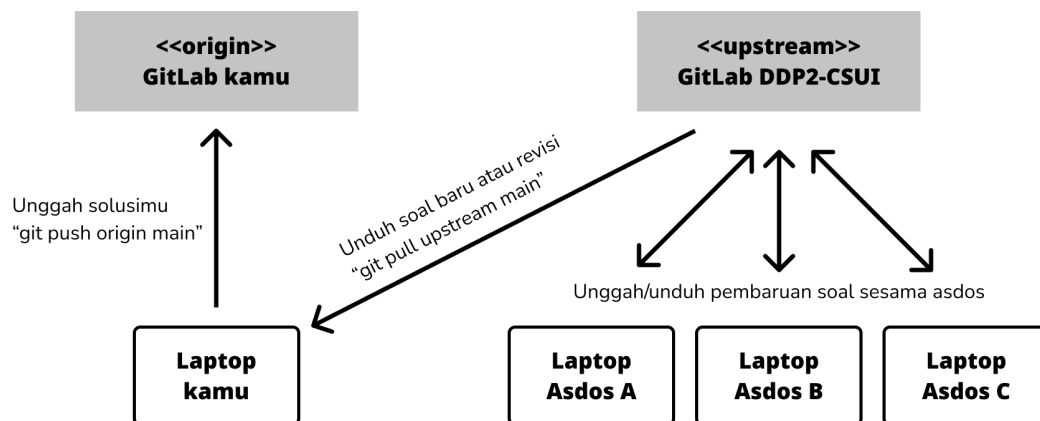 <<origin>>
GitLab kamu
<<upstream>>
GitLab DDP2-CSUI
Unggah solusimu
“git push origin main”
Unduh soal baru atau revisi
“git pull upstream main”
Unggah/unduh pembaruan soal sesama asdos
Laptop
kamu
Laptop
Asdos A
Laptop
Asdos B
Laptop
Asdos C